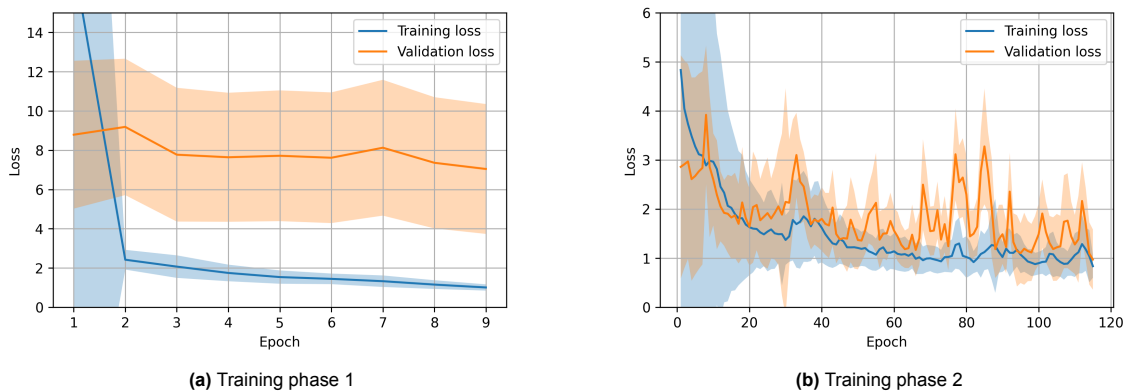 Training loss
Validation loss
14
12
10
8
6
4
2
0
Loss
1 2 3 4 5 6 7 8 9
Epoch
(a) Training phase 1
Training loss
Validation loss
6
5
4
3
2
1
0
Loss
0 20 40 60 80 100 120
Epoch
(b) Training phase 2